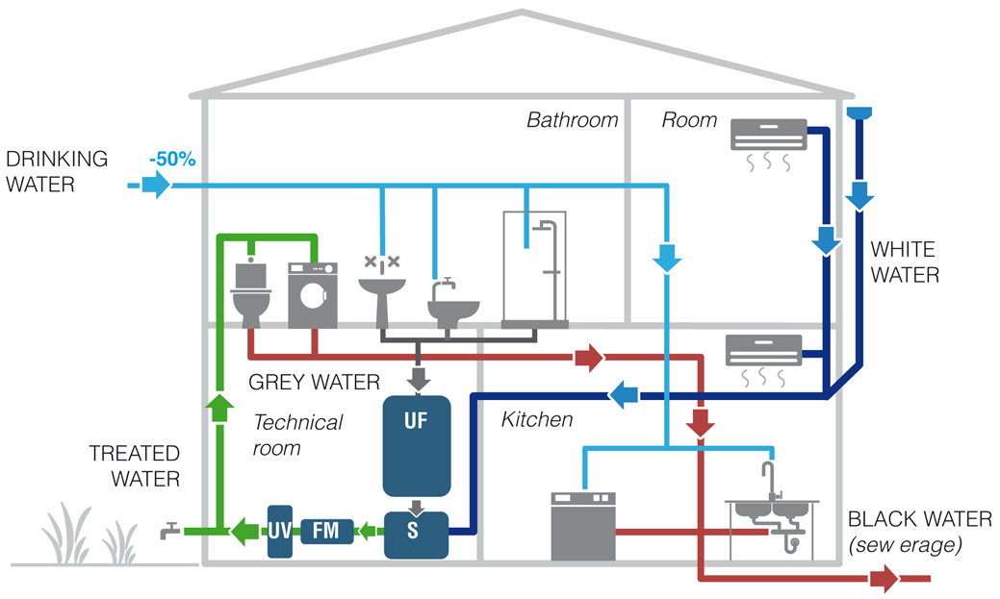 Bathroom
Room
DRINKING
WATER
-50%
WHITE
WATER
GREY WATER
Technical
room
UF
Kitchen
TREATED
WATER
UV
FM
S
BLACK WATER
(sew erage)